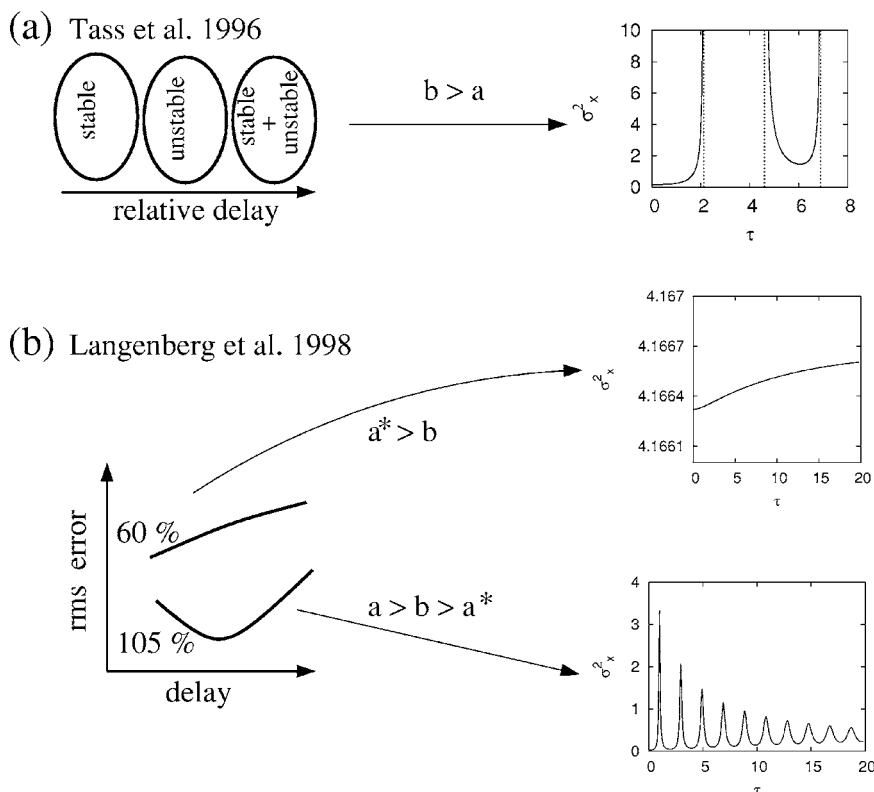 (a) Tass et al. 1996
stable
unstable
stable + unstable
relative delay
b > a
σ²ₓ
10
8
6
4
2
0
0 2 4 6 8
τ
(b) Langenberg et al. 1998
rms error
60 %
105 %
delay
a* > b
σ²ₓ
4.167
4.1667
4.1664
4.1661
0 5 10 15 20
τ
a > b > a*
σ²ₓ
4
3
2
1
0
0 5 10 15 20
τ